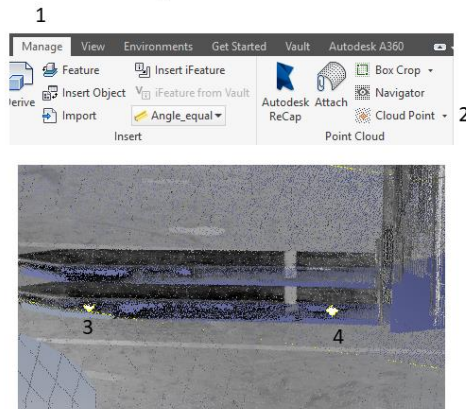 1
Manage View Environments Get Started Vault Autodesk A360
Feature Insert iFeature Box Crop
Derive Insert Object iFeature from Vault Autodesk ReCap Attach Navigator
Import Angle_equal Cloud Point 2
Insert Point Cloud
3
4